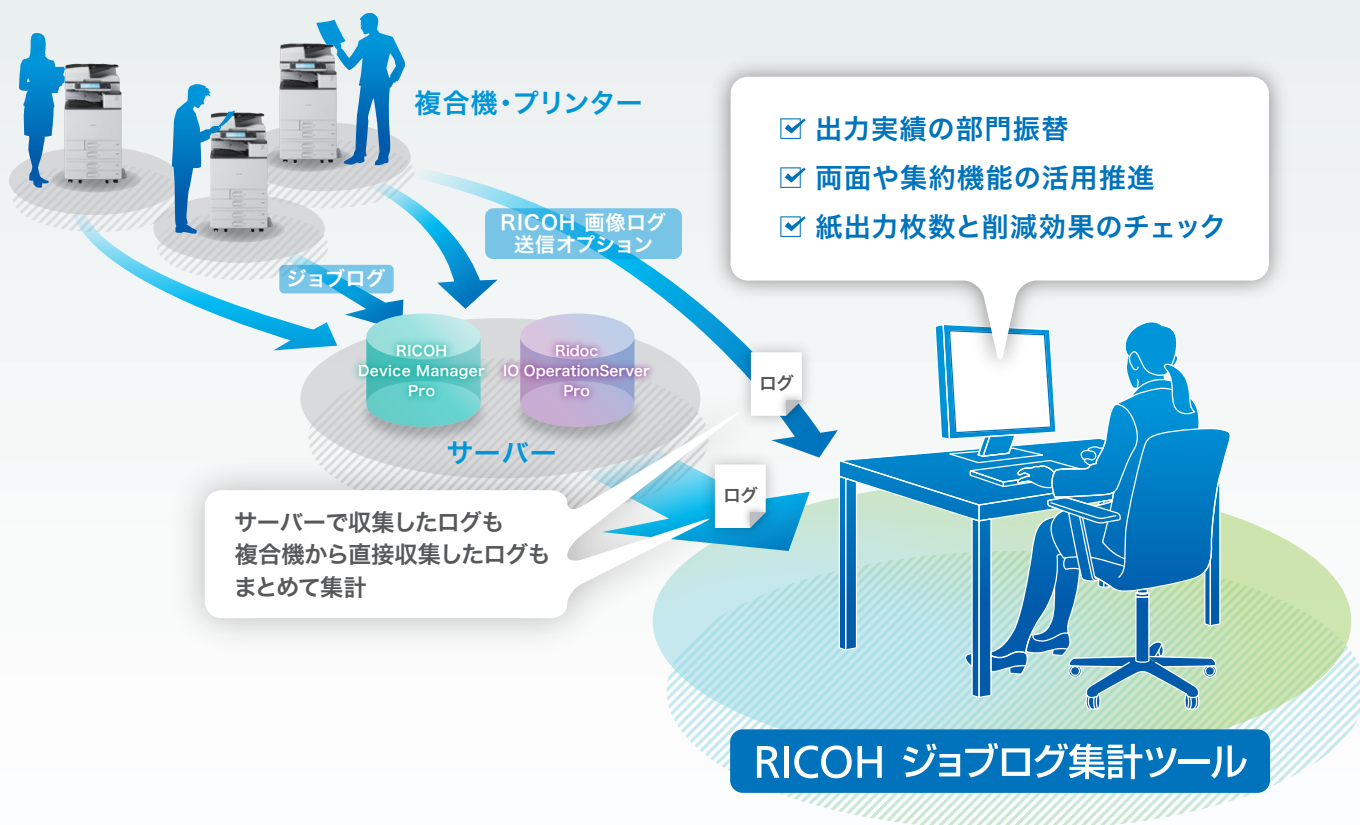 複合機・プリンター
出力実績の部門振替
両面や集約機能の活用推進
紙出力枚数と削減効果のチェック
RICOH 画像ログ
送信オプション
ジョブログ
RICOH
Device Manager
Pro
Ridoc
IO OperationServer
Pro
サーバー
ログ
ログ
サーバーで収集したログも
複合機から直接収集したログも
まとめて集計
RICOH ジョブログ集計ツール